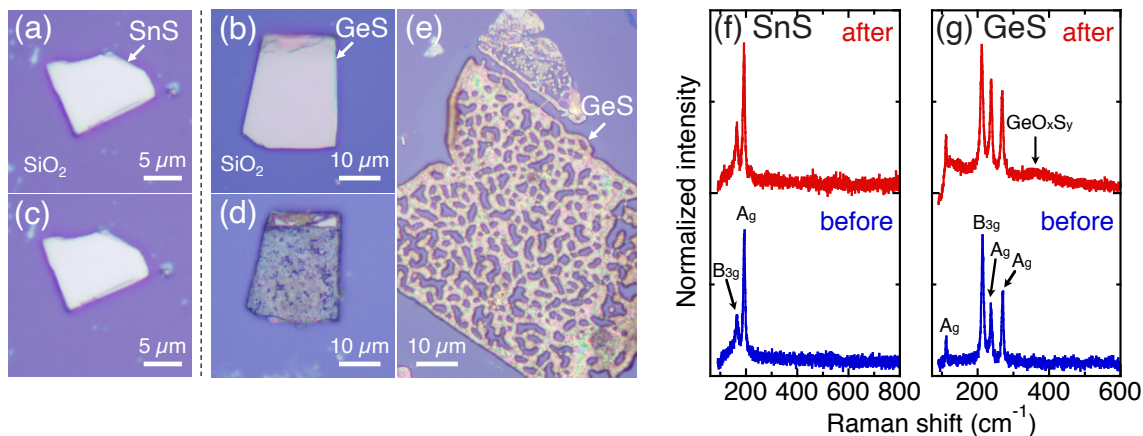 (a)
SnS
SiO2
5 µm
(b)
GeS
SiO2
10 µm
(c)
5 µm
(d)
10 µm
(e)
GeS
10 µm
(f) SnS
after
before
B3g
Ag
200 400 600 800
(g) GeS
after
GeOxSy
before
Ag
B3g
Ag
Ag
0 200 400 600
Normalized intensity
Raman shift (cm-1)